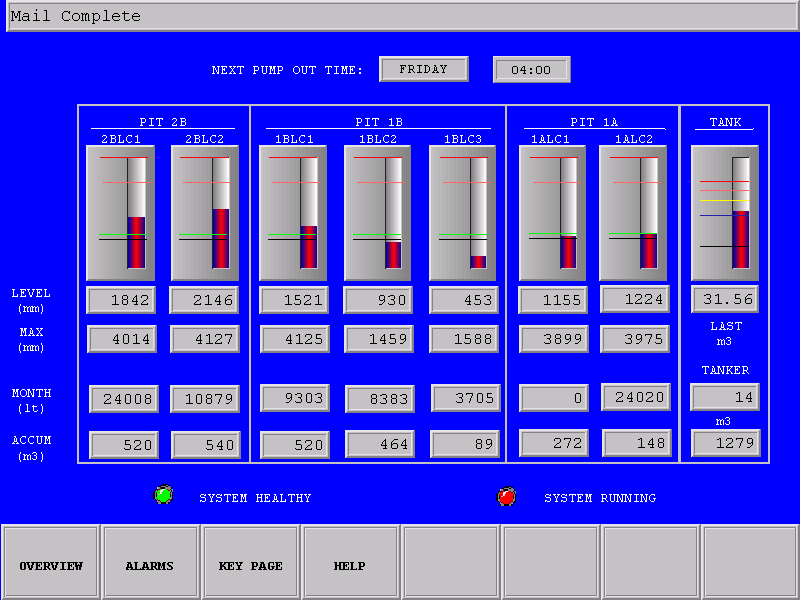 Mail Complete
NEXT PUMP OUT TIME: FRIDAY 04:00
PIT 2B PIT 1B PIT 1A TANK
2BLC1 2BLC2 1BLC1 1BLC2 1BLC3 1ALC1 1ALC2
LEVEL (mm) 1842 2146 1521 930 453 1155 1224 31.56
MAX (mm) 4014 4127 4125 1459 1588 3899 3975 LAST m3
TANKER
MONTH (lt) 24008 10879 9303 8383 3705 0 24020 14
m3
ACCUM (m3) 520 540 520 464 89 272 148 1279
SYSTEM HEALTHY SYSTEM RUNNING
OVERVIEW ALARMS KEY PAGE HELP